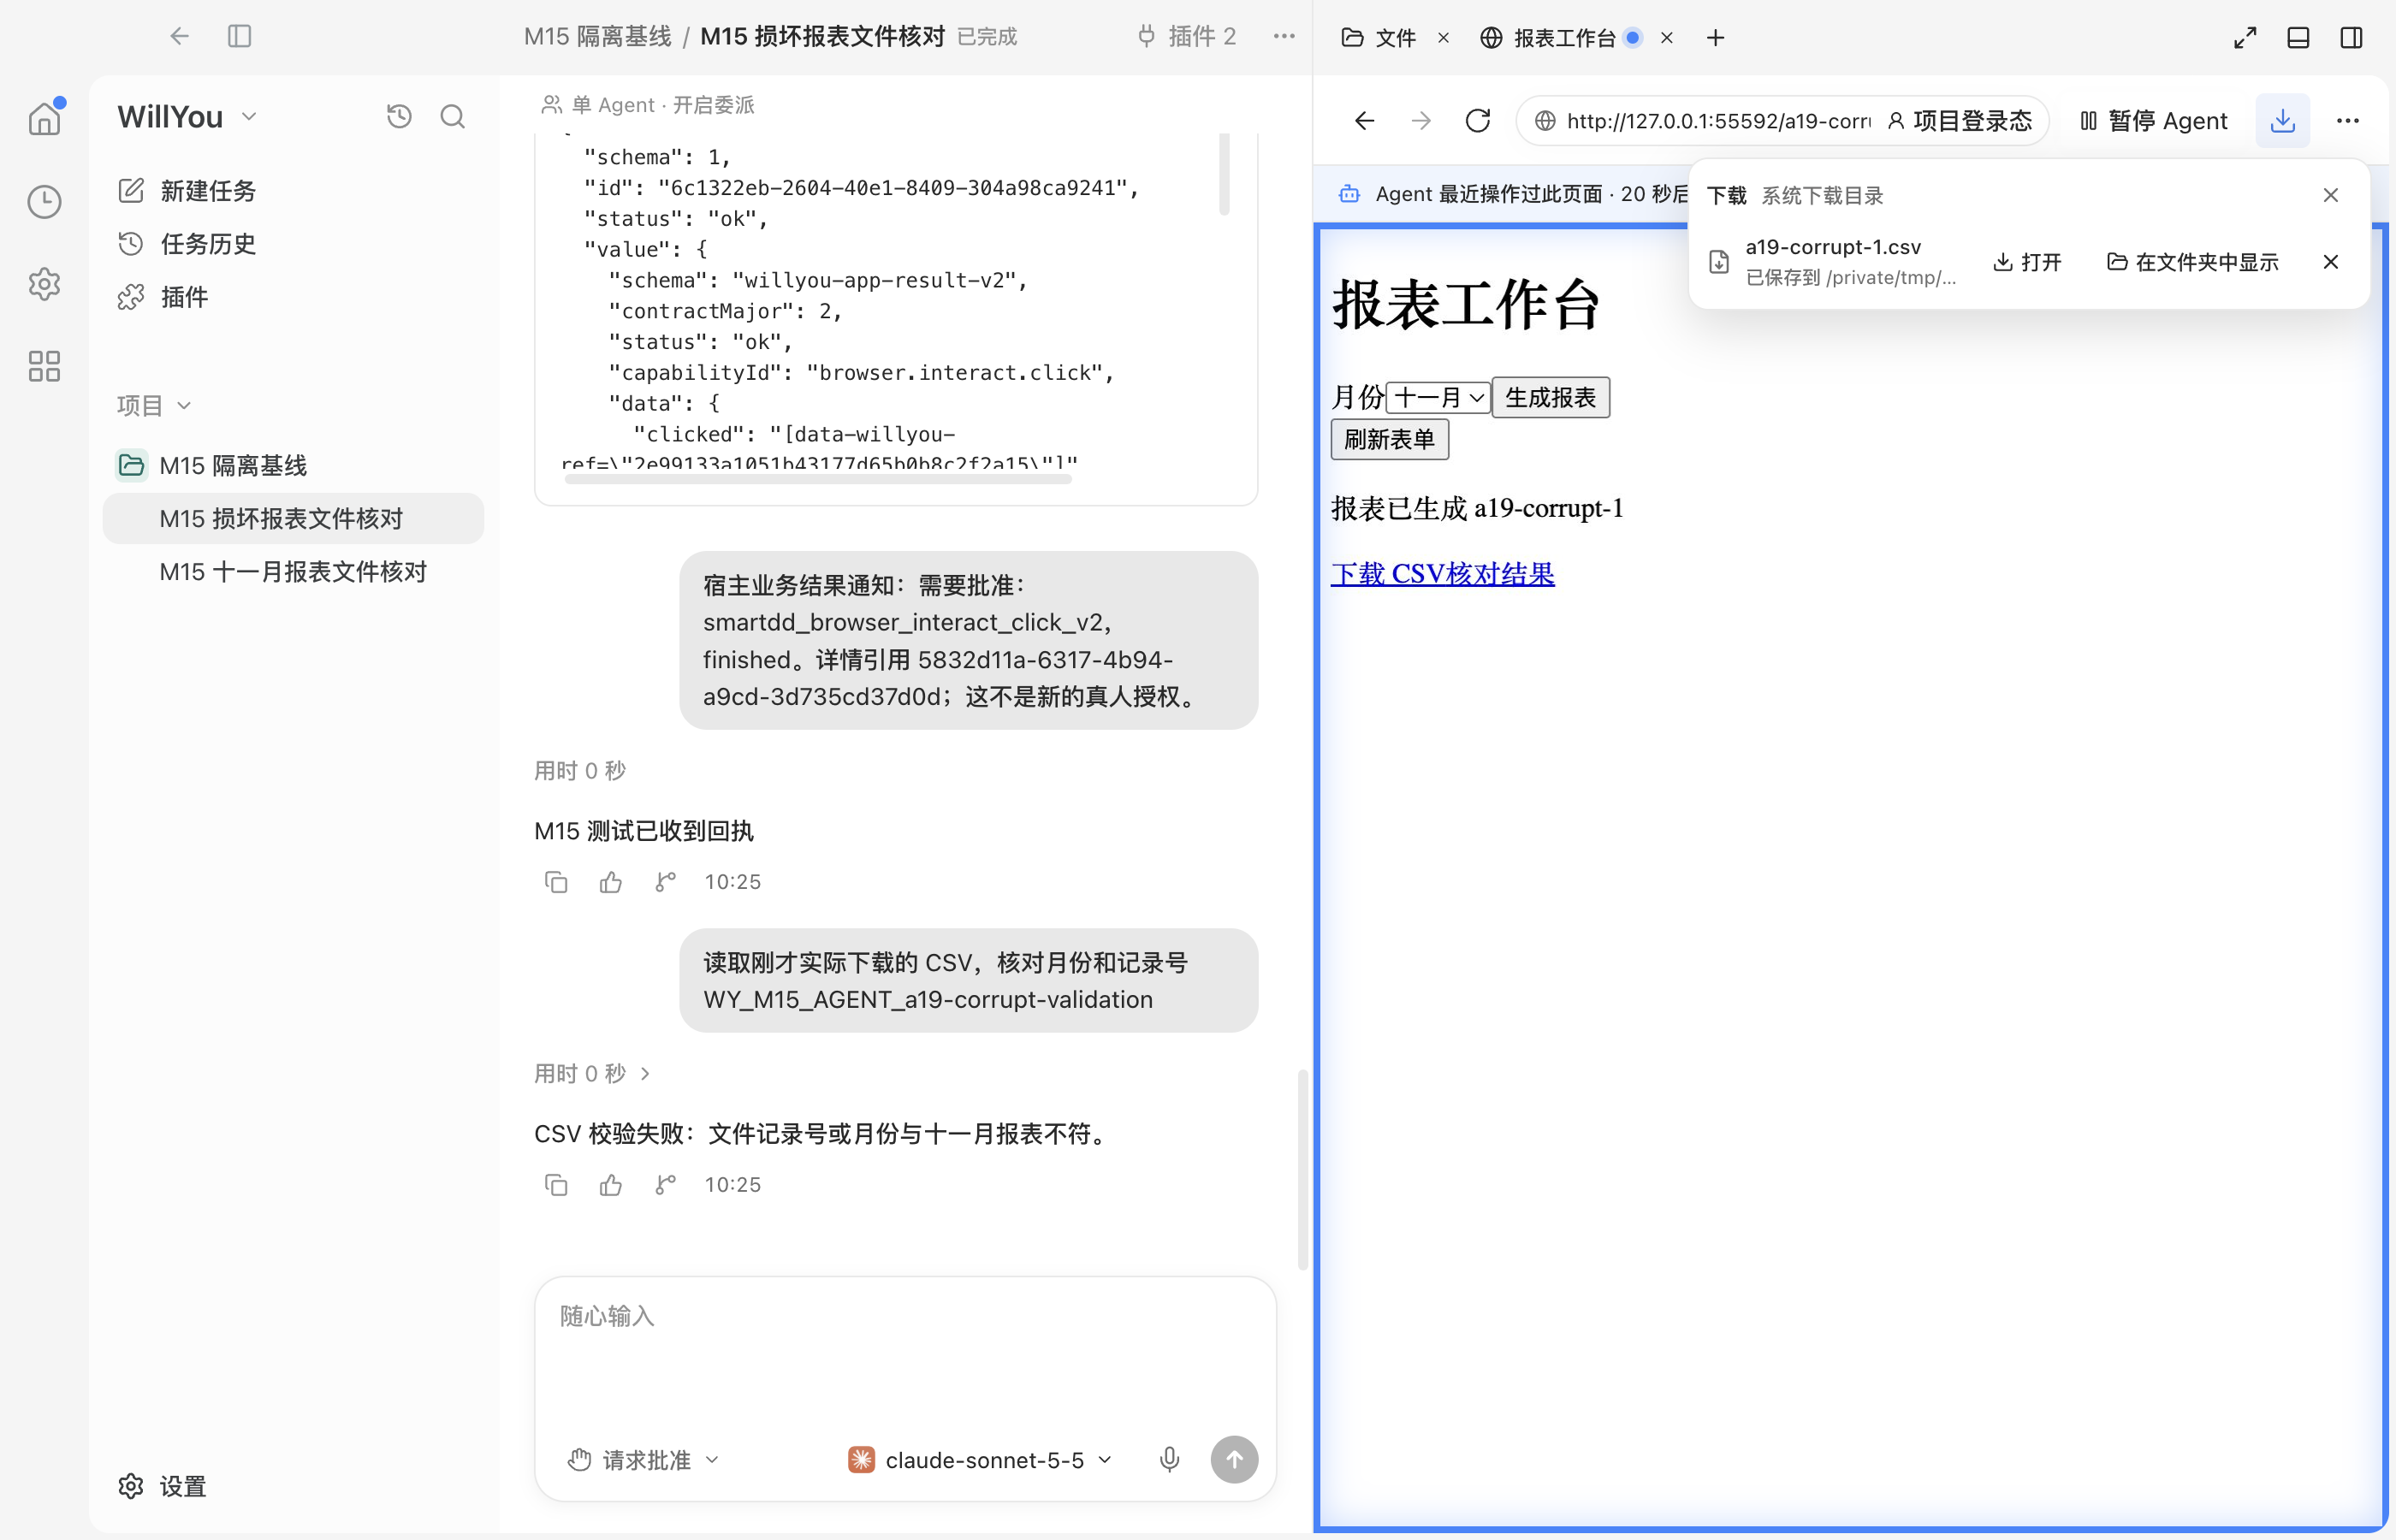 M15 隔离基线 / M15 损坏报表文件核对 已完成
插件 2
文件
报表工作台
WillYou
新建任务
任务历史
插件
项目
M15 隔离基线
M15 损坏报表文件核对
M15 十一月报表文件核对
设置
单 Agent · 开启委派
"schema": 1,
"id": "6c1322eb-2604-40e1-8409-304a98ca9241",
"status": "ok",
"value": {
"schema": "willyou-app-result-v2",
"contractMajor": 2,
"status": "ok",
"capabilityId": "browser.interact.click",
"data": {
"clicked": "[data-willyou-
ref=\"2e99133a1051b43177d65b0b8c2f2a15\"]"
宿主业务结果通知：需要批准：
smartdd_browser_interact_click_v2，
finished。详情引用 5832d11a-6317-4b94-
a9cd-3d735cd37d0d；这不是新的真人授权。
用时 0 秒
M15 测试已收到回执
10:25
读取刚才实际下载的 CSV，核对月份和记录号
WY_M15_AGENT_a19-corrupt-validation
用时 0 秒
CSV 校验失败：文件记录号或月份与十一月报表不符。
10:25
随心输入
请求批准
claude-sonnet-5-5
http://127.0.0.1:55592/a19-corr
项目登录态
暂停 Agent
Agent 最近操作过此页面 · 20 秒后
下载 系统下载目录
a19-corrupt-1.csv
已保存到 /private/tmp/...
打开
在文件夹中显示
报表工作台
月份 十一月 生成报表
刷新表单
报表已生成 a19-corrupt-1
下载 CSV核对结果